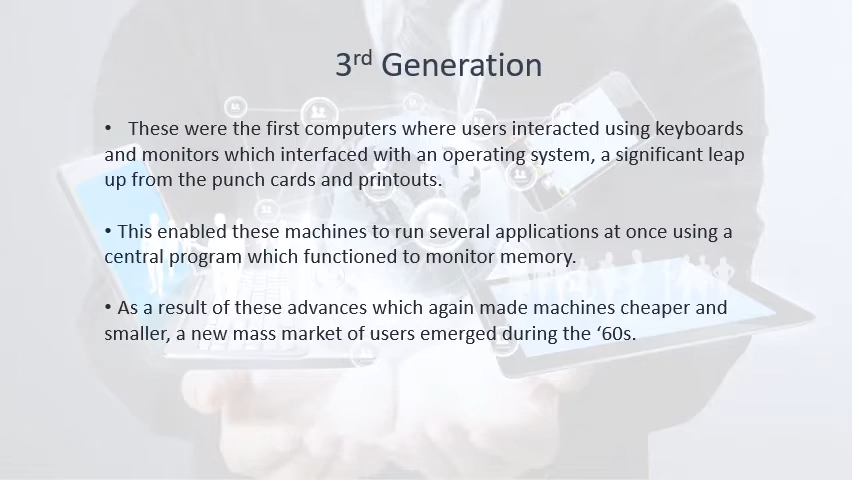 3rd Generation
• These were the first computers where users interacted using keyboards
and monitors which interfaced with an operating system, a significant leap
up from the punch cards and printouts.
• This enabled these machines to run several applications at once using a
central program which functioned to monitor memory.
• As a result of these advances which again made machines cheaper and
smaller, a new mass market of users emerged during the ‘60s.